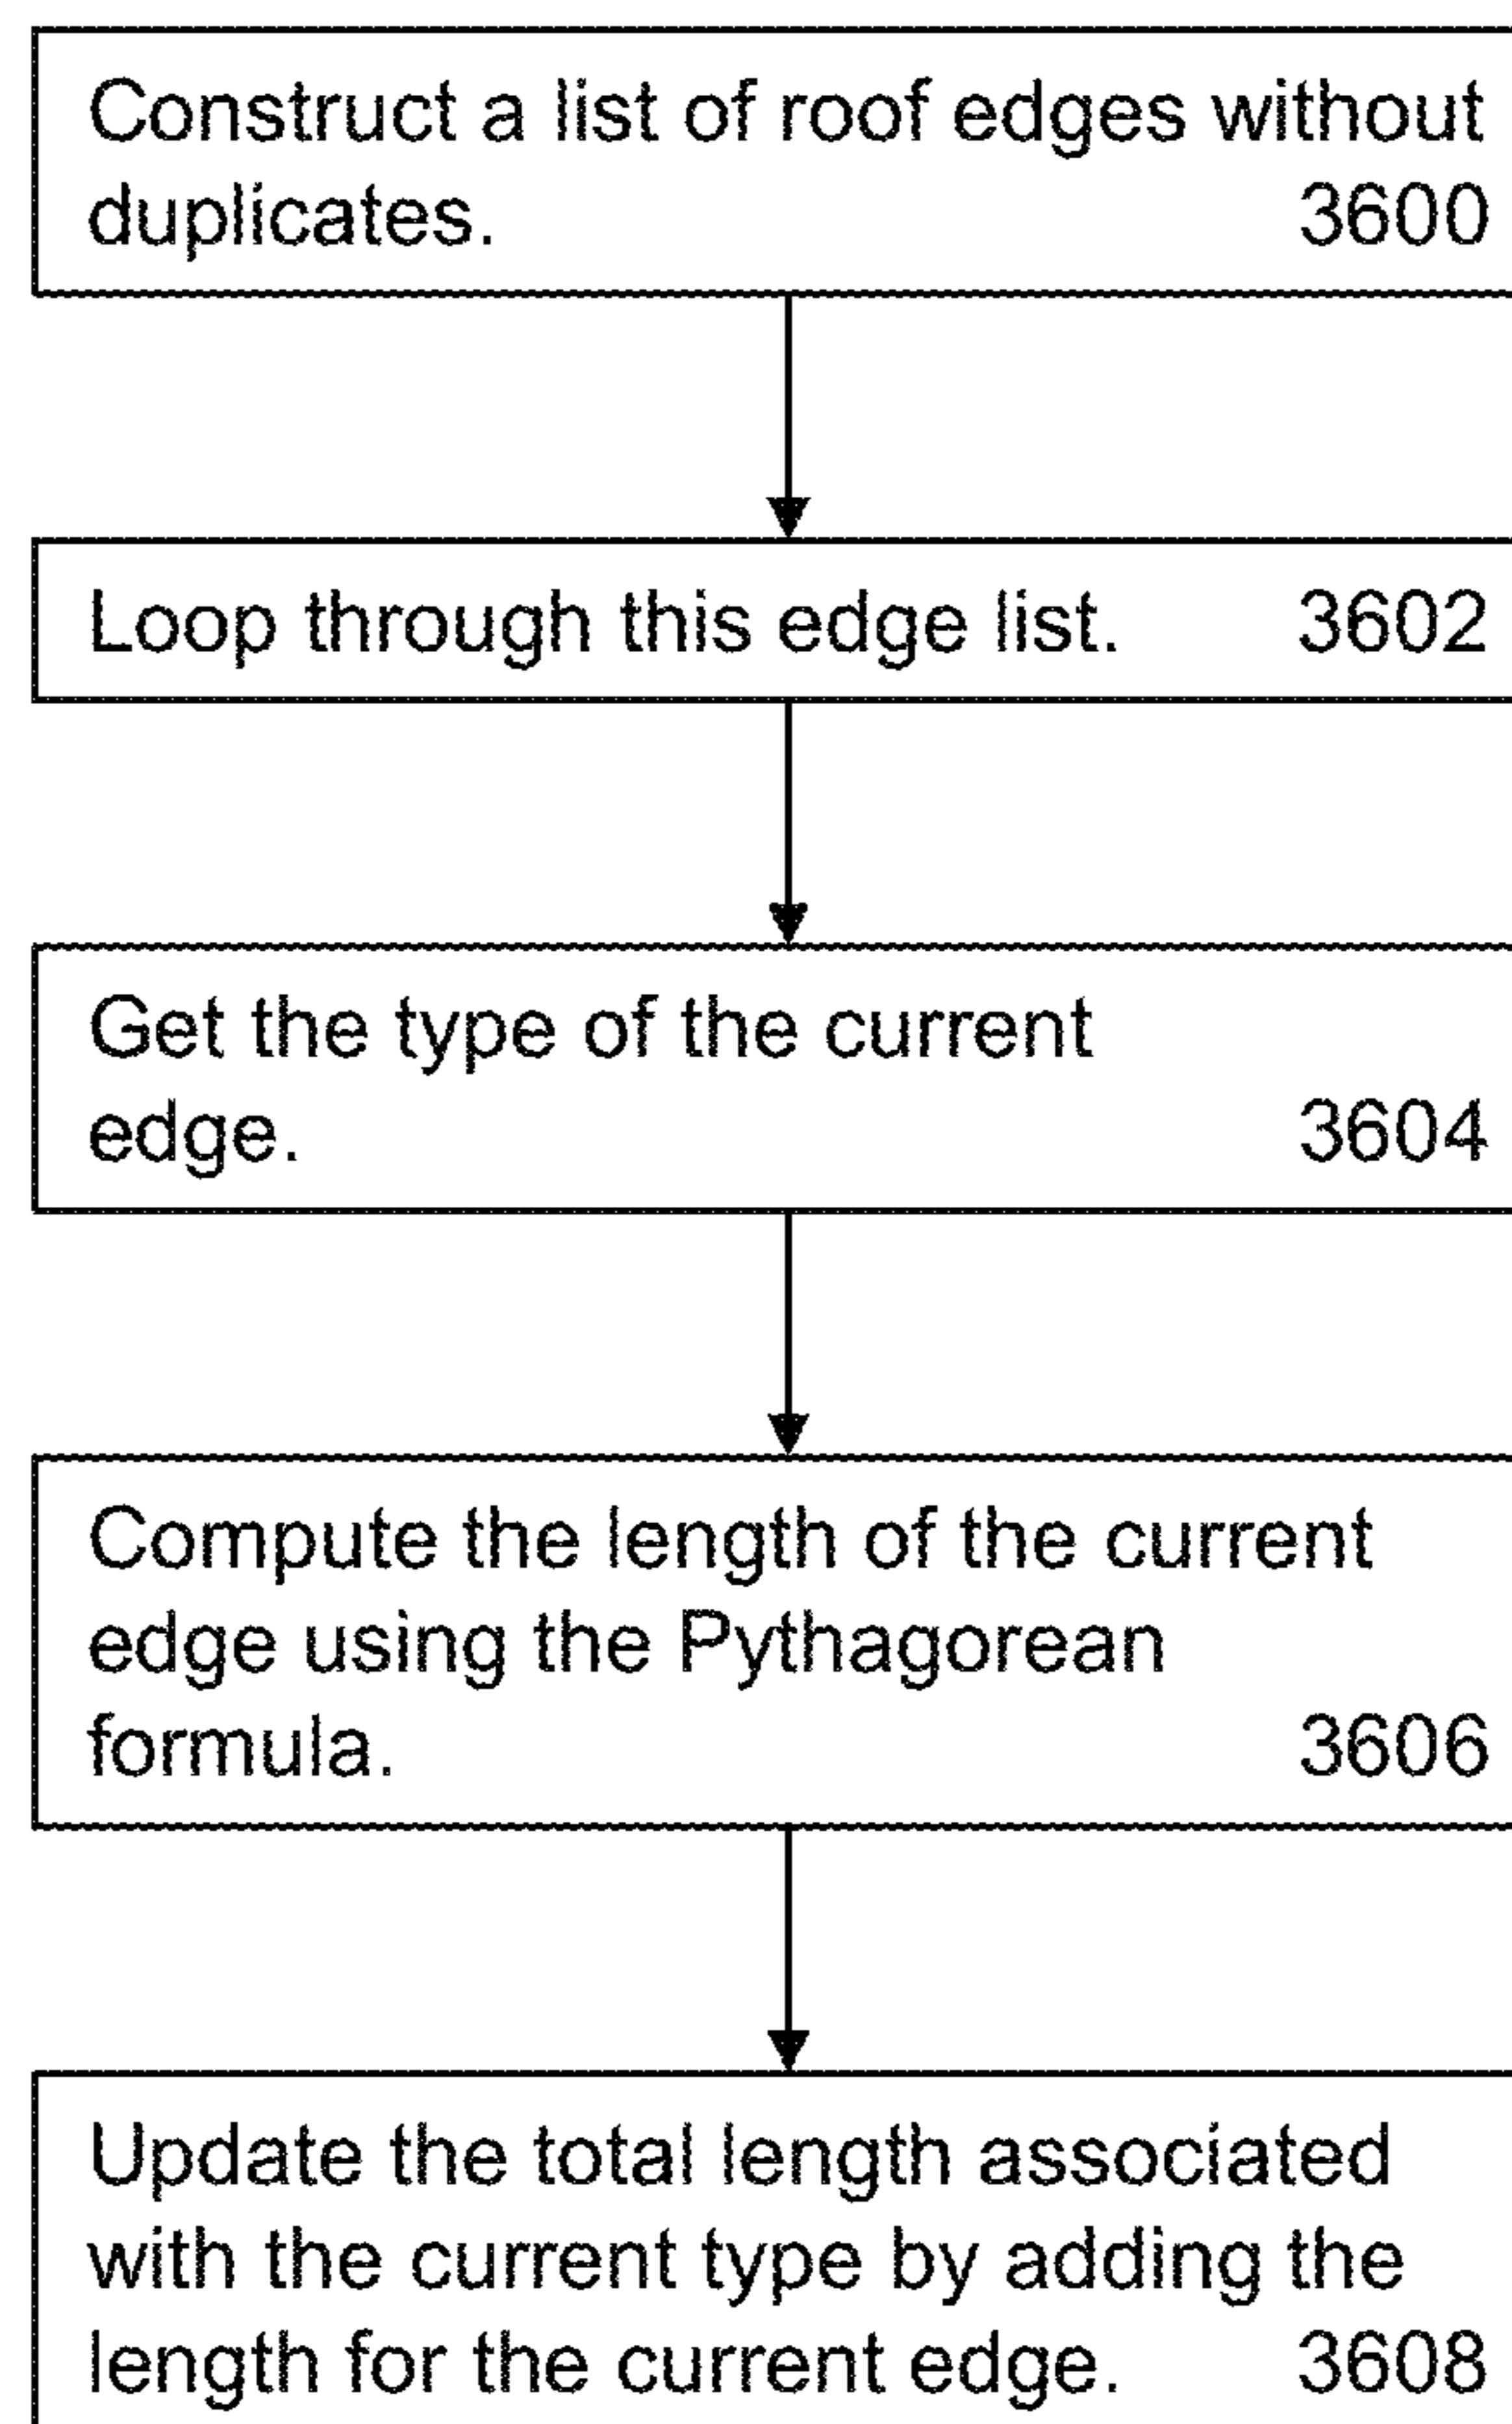 Construct a list of roof edges without
duplicates. 3600
Loop through this edge list. 3602
Get the type of the current
edge. 3604
Compute the length of the current
edge using the Pythagorean
formula. 3606
Update the total length associated
with the current type by adding the
length for the current edge. 3608